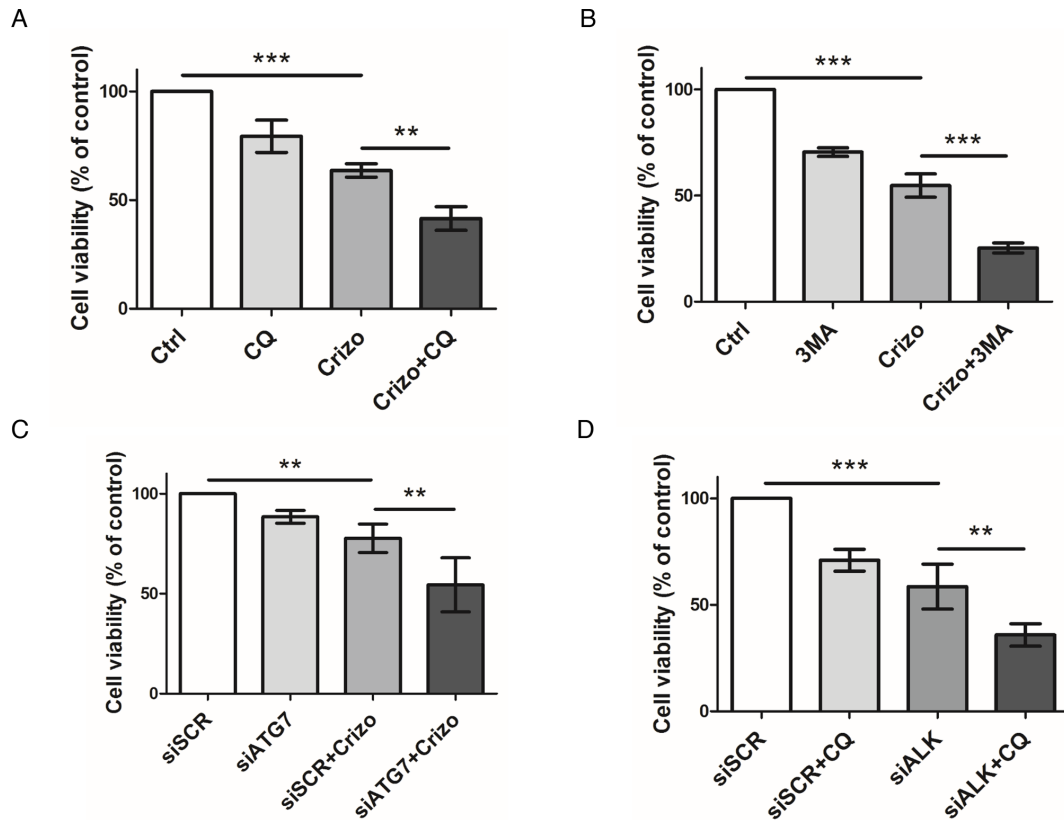 A
Cell viability (% of control)
100
50
0
***
**
Ctrl
CQ
Crizo
Crizo+CQ
B
Cell viability (% of control)
100
50
0
***
***
Ctrl
3MA
Crizo
Crizo+3MA
C
Cell viability (% of control)
100
50
0
**
**
siSCR
siATG7
siSCR+Crizo
siATG7+Crizo
D
Cell viability (% of control)
100
50
0
***
**
siSCR
siSCR+CQ
siALK
siALK+CQ